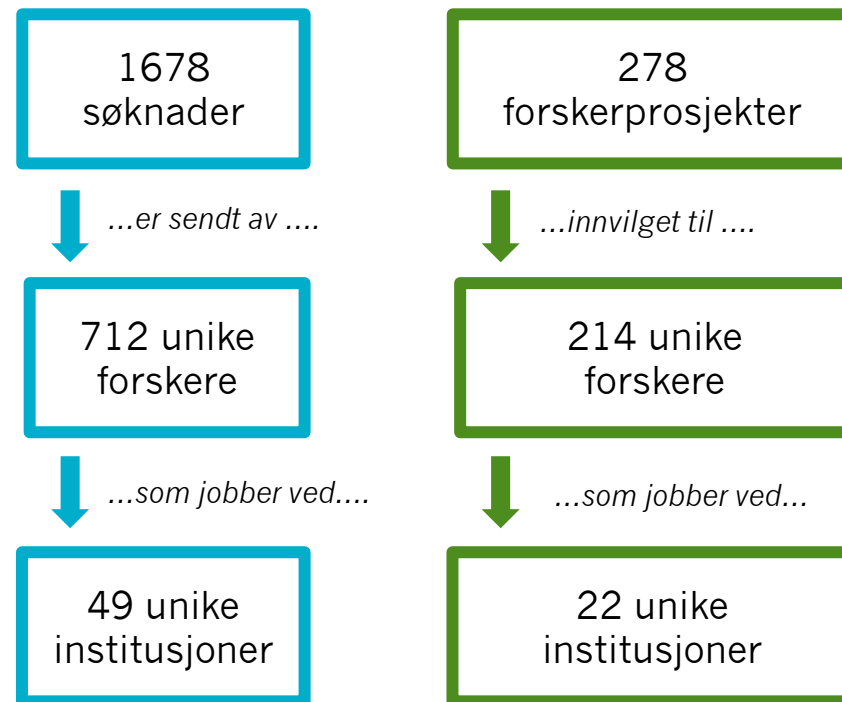 1678
søknader
...er sendt av ....
712 unike
forskere
...som jobber ved....
49 unike
institusjoner
278
forskerprosjekter
...innvilget til ....
214 unike
forskere
...som jobber ved...
22 unike
institusjoner